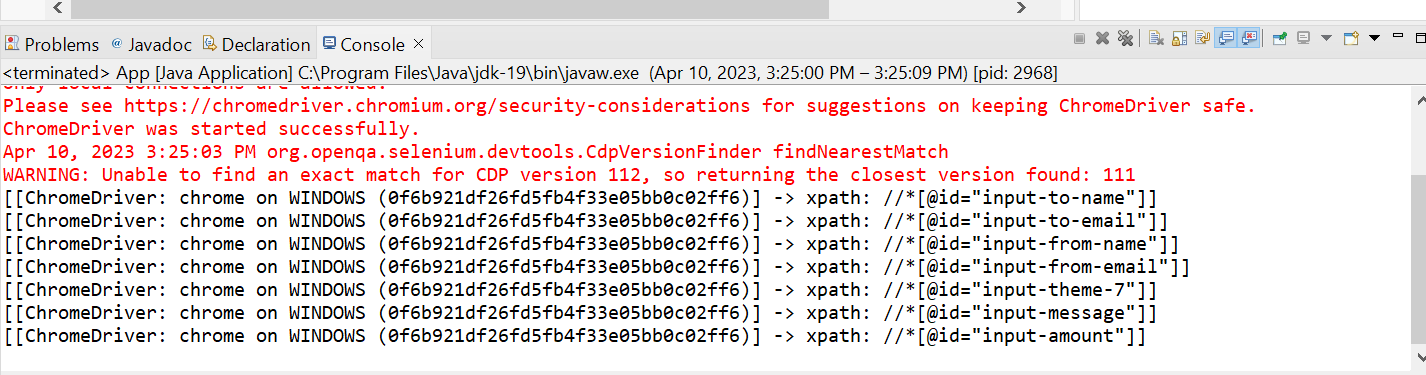 Problems @ Javadoc Declaration Console
<terminated> App [Java Application] C:\Program Files\Java\jdk-19\bin\javaw.exe (Apr 10, 2023, 3:25:00 PM – 3:25:09 PM) [pid: 2968]
Only local connections are allowed.
Please see https://chromedriver.chromium.org/security-considerations for suggestions on keeping ChromeDriver safe.
ChromeDriver was started successfully.
Apr 10, 2023 3:25:03 PM org.openqa.selenium.devtools.CdpVersionFinder findNearestMatch
WARNING: Unable to find an exact match for CDP version 112, so returning the closest version found: 111
[[ChromeDriver: chrome on WINDOWS (0f6b921df26fd5fb4f33e05bb0c02ff6)] -> xpath: //*[@id="input-to-name"]]
[[ChromeDriver: chrome on WINDOWS (0f6b921df26fd5fb4f33e05bb0c02ff6)] -> xpath: //*[@id="input-to-email"]]
[[ChromeDriver: chrome on WINDOWS (0f6b921df26fd5fb4f33e05bb0c02ff6)] -> xpath: //*[@id="input-from-name"]]
[[ChromeDriver: chrome on WINDOWS (0f6b921df26fd5fb4f33e05bb0c02ff6)] -> xpath: //*[@id="input-from-email"]]
[[ChromeDriver: chrome on WINDOWS (0f6b921df26fd5fb4f33e05bb0c02ff6)] -> xpath: //*[@id="input-theme-7"]]
[[ChromeDriver: chrome on WINDOWS (0f6b921df26fd5fb4f33e05bb0c02ff6)] -> xpath: //*[@id="input-message"]]
[[ChromeDriver: chrome on WINDOWS (0f6b921df26fd5fb4f33e05bb0c02ff6)] -> xpath: //*[@id="input-amount"]]